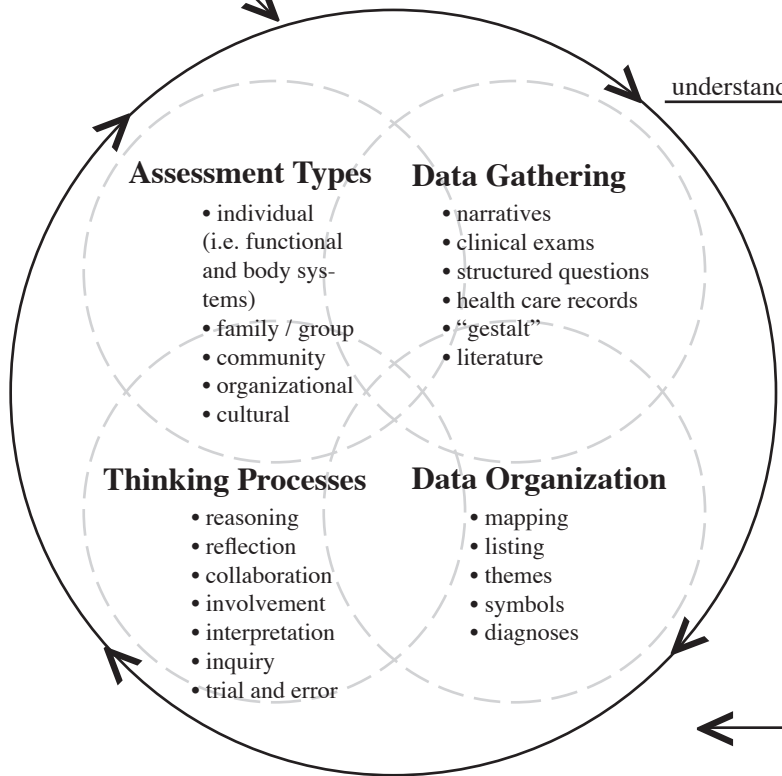 understand
Assessment Types
• individual
(i.e. functional
and body sys-
tems)
• family / group
• community
• organizational
• cultural
Data Gathering
• narratives
• clinical exams
• structured questions
• health care records
• “gestalt”
• literature
Thinking Processes
• reasoning
• reflection
• collaboration
• involvement
• interpretation
• inquiry
• trial and error
Data Organization
• mapping
• listing
• themes
• symbols
• diagnoses